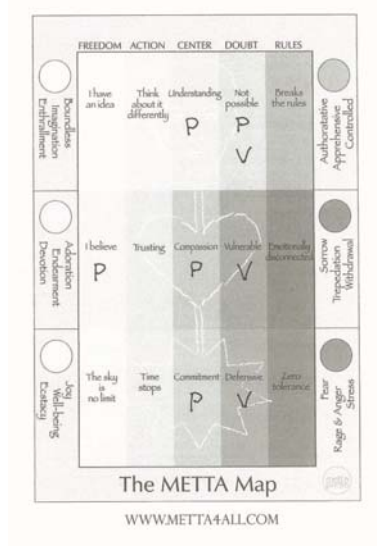 FREEDOM ACTION CENTER DOUBT RULES
Boundless
Imagination
Enthrallment
I have
an idea
Think
about it
differently
Understanding
P
Not
possible
P
V
Breaks
the rules
Authoratative
Apprehensive
Controlled
Adoration
Endearment
Devotion
I believe
P
Trusting
Compassion
P
Vulnerable
V
Emotionally
disconnected
Sorrow
Trepedation
Withdrawal
Joy
Well-being
Ecstacy
The sky
is
no limit
Time
stops
Commitment
P
Defensive
V
Zero
tolerance
Fear
Rage & Anger
Stress
The METTA Map
WWW.METTA4ALL.COM